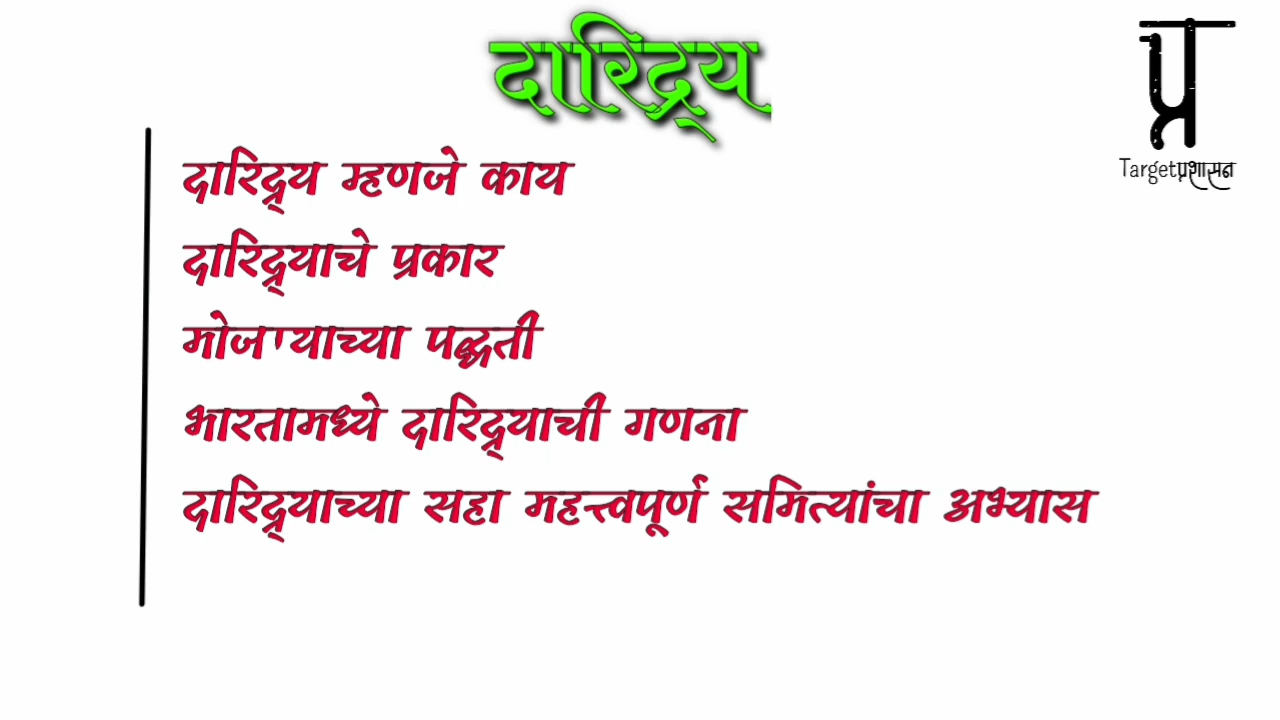 दारिद्र्य
प्र
Targetप्रशासन
दारिद्र्य म्हणजे काय
दारिद्र्याचे प्रकार
मोजण्याच्या पद्धती
भारतामध्ये दारिद्र्याची गणना
दारिद्र्याच्या सहा महत्त्वपूर्ण समित्यांचा अभ्यास